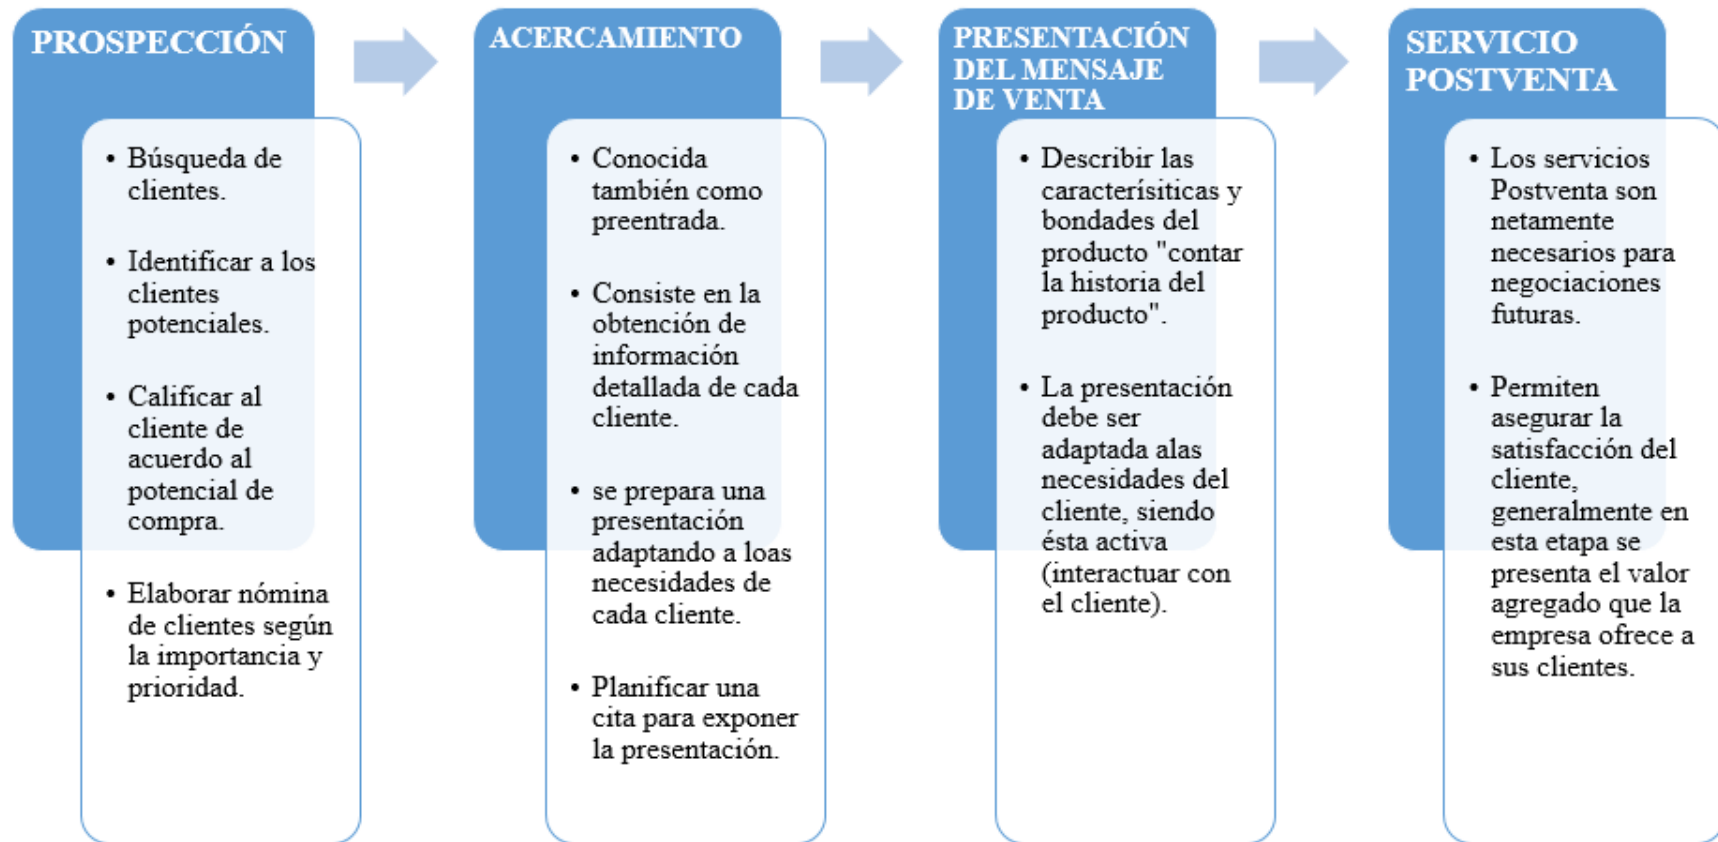 PROSPECCIÓN
• Búsqueda de
clientes.
• Identificar a los
clientes
potenciales.
• Calificar al
cliente de
acuerdo al
potencial de
compra.
• Elaborar nómina
de clientes según
la importancia y
prioridad.
ACERCAMIENTO
• Conocida
también como
preentrada.
• Consiste en la
obtención de
información
detallada de cada
cliente.
• se prepara una
presentación
adaptando a loas
necesidades de
cada cliente.
• Planificar una
cita para exponer
la presentación.
PRESENTACIÓN
DEL MENSAJE
DE VENTA
• Describir las
caracterísiticas y
bondades del
producto "contar
la historia del
producto".
• La presentación
debe ser
adaptada alas
necesidades del
cliente, siendo
ésta activa
(interactuar con
el cliente).
SERVICIO
POSTVENTA
• Los servicios
Postventa son
netamente
necesarios para
negociaciones
futuras.
• Permiten
asegurar la
satisfacción del
cliente,
generalmente en
esta etapa se
presenta el valor
agregado que la
empresa ofrece a
sus clientes.